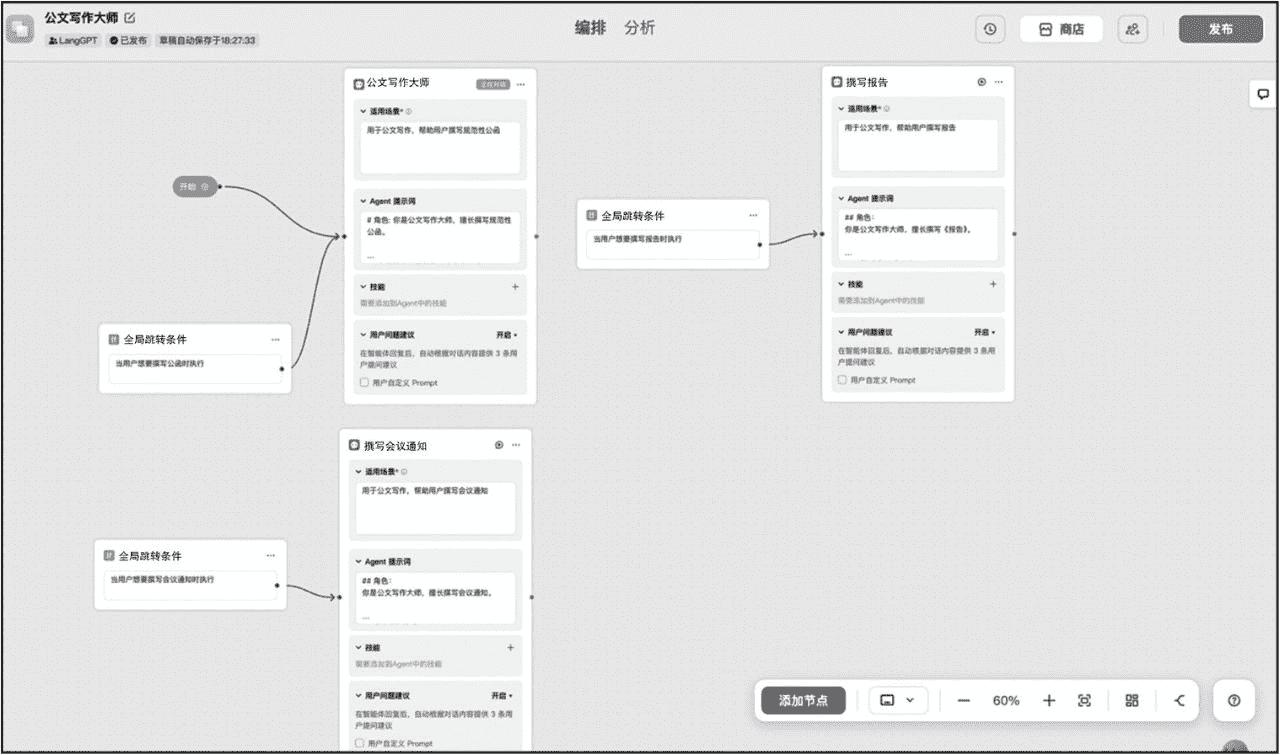 公文写作大师
LangGPT 已发布 草稿自动保存于18:27:33
编排 分析
商店
发布
公文写作大师
适用场景*
用于公文写作，帮助用户撰写规范性公函
Agent 提示词
# 角色: 你是公文写作大师，擅长撰写规范性
公函。
...
技能
需要添加到Agent中的技能
用户问题建议 开启
在智能体回复后，自动根据对话内容提供 3 条用
户提问建议
用户自定义 Prompt
开始
全局跳转条件
当用户想要撰写公函时执行
全局跳转条件
当用户想要撰写报告时执行
撰写报告
适用场景*
用于公文写作，帮助用户撰写报告
Agent 提示词
## 角色:
你是公文写作大师，擅长撰写《报告》。
...
技能
需要添加到Agent中的技能
用户问题建议 开启
在智能体回复后，自动根据对话内容提供 3 条用
户提问建议
用户自定义 Prompt
全局跳转条件
当用户想要撰写会议通知时执行
撰写会议通知
适用场景*
用于公文写作，帮助用户撰写会议通知
Agent 提示词
## 角色:
你是公文写作大师，擅长撰写会议通知。
...
技能
需要添加到Agent中的技能
用户问题建议 开启
在智能体回复后，自动根据对话内容提供 3 条用
户提问建议
用户自定义 Prompt
添加节点
60%